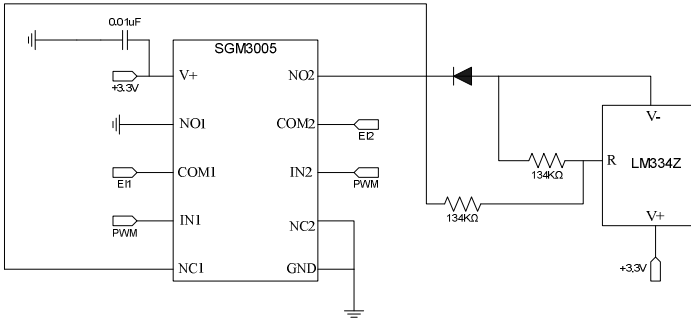 0.01uF
SGM3005
V+
+3.3V
NO1
COM1
EI1
IN1
PWM
NC1
NO2
COM2
EI2
IN2
PWM
NC2
GND
134KΩ
134KΩ
V-
R
LM334Z
V+
+3,3V